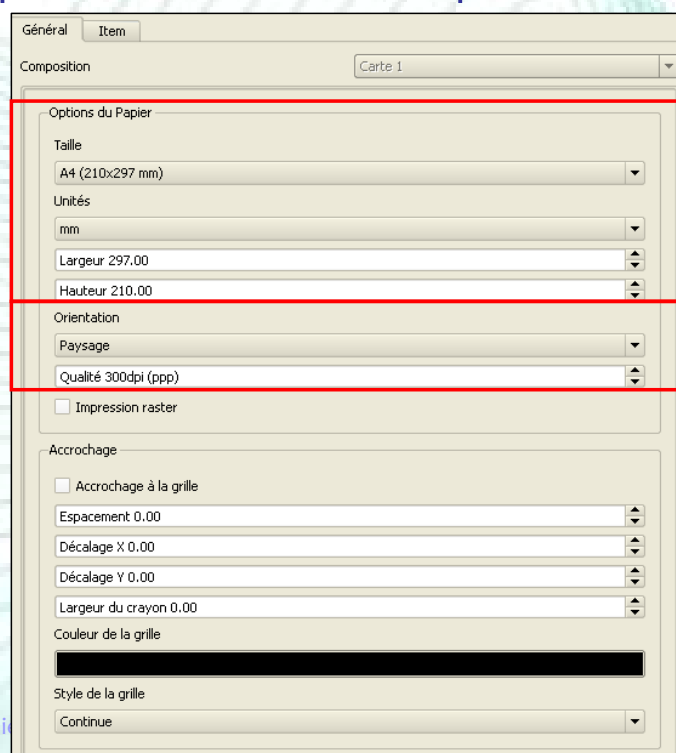 Général Item
Composition Carte 1
Options du Papier
Taille
A4 (210x297 mm)
Unités
mm
Largeur 297.00
Hauteur 210.00
Orientation
Paysage
Qualité 300dpi (ppp)
Impression raster
Accrochage
Accrochage à la grille
Espacement 0.00
Décalage X 0.00
Décalage Y 0.00
Largeur du crayon 0.00
Couleur de la grille
Style de la grille
Continue